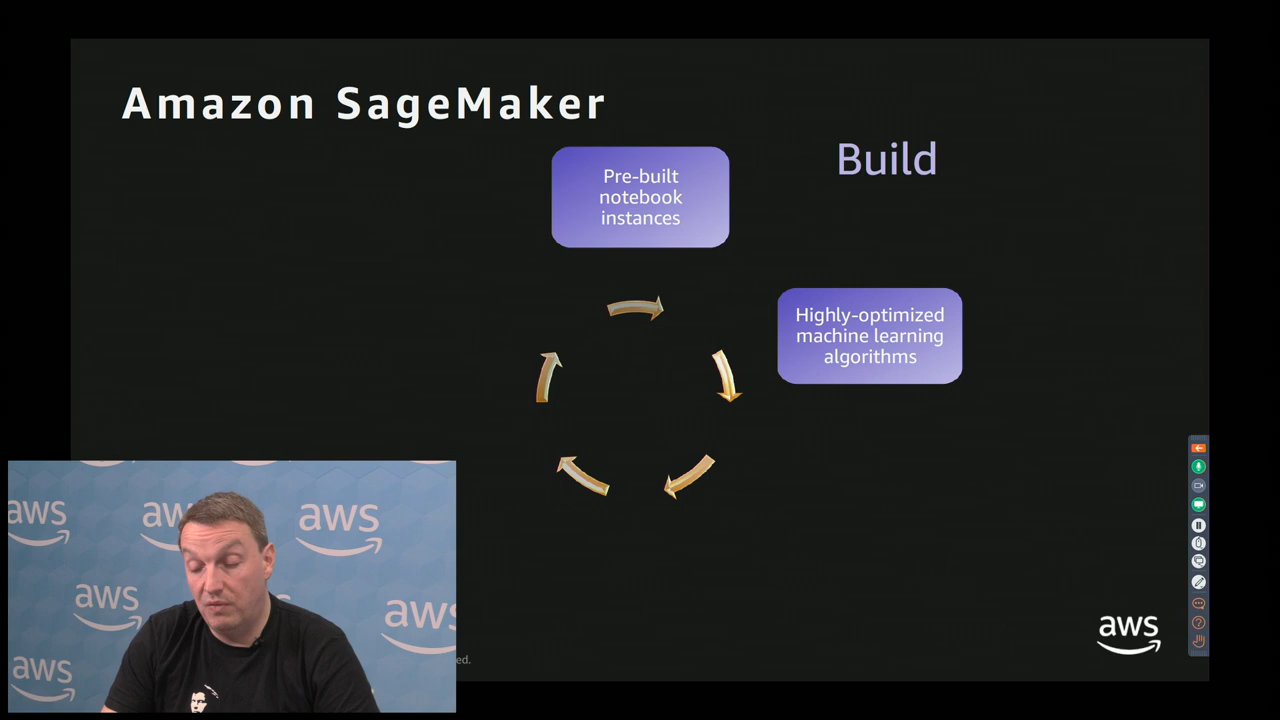 Amazon SageMaker
Build
Pre-built
notebook
instances
Highly-optimized
machine learning
algorithms
aws
aws
aws
aws
aws
aws
ed.
aws